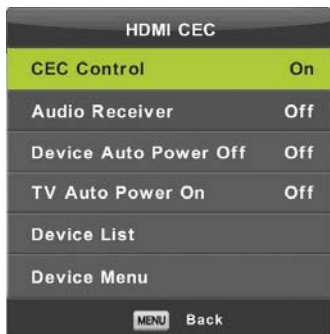 HDMI CEC
CEC Control On
Audio Receiver Off
Device Auto Power Off Off
TV Auto Power On Off
Device List
Device Menu
MENU Back